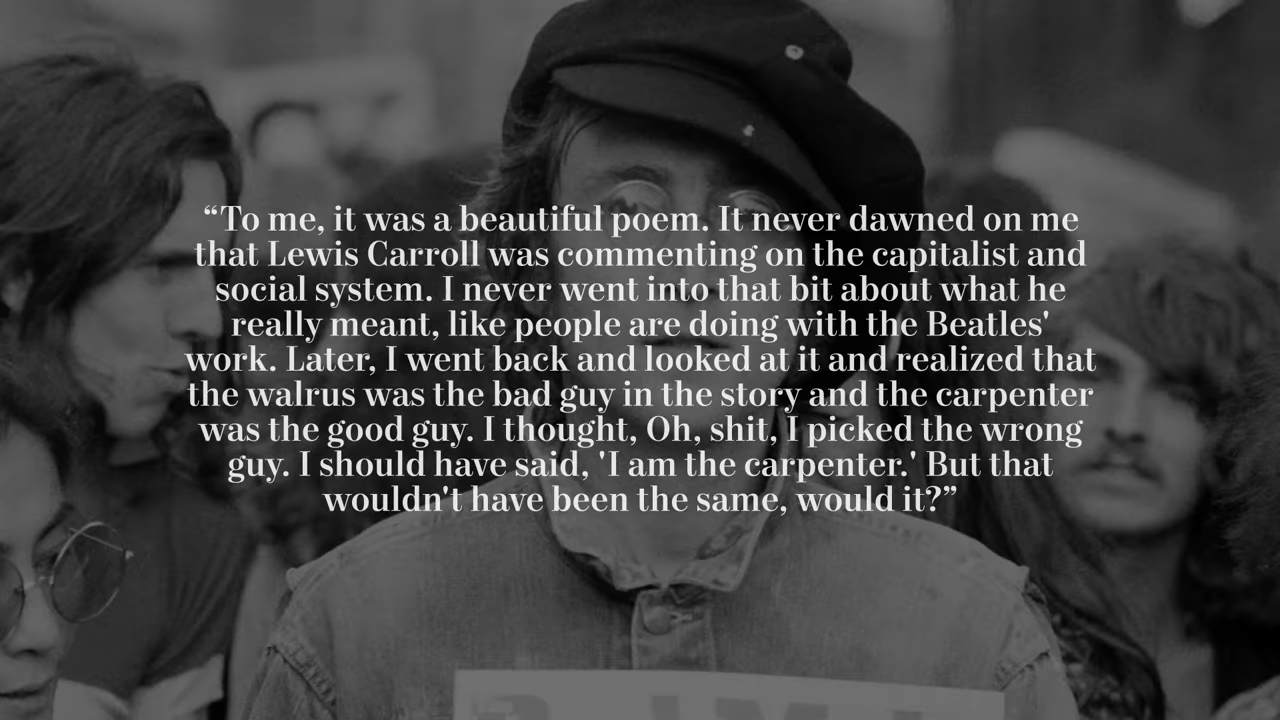 “To me, it was a beautiful poem. It never dawned on me
that Lewis Carroll was commenting on the capitalist and
social system. I never went into that bit about what he
really meant, like people are doing with the Beatles'
work. Later, I went back and looked at it and realized that
the walrus was the bad guy in the story and the carpenter
was the good guy. I thought, Oh, shit, I picked the wrong
guy. I should have said, 'I am the carpenter.' But that
wouldn't have been the same, would it?”